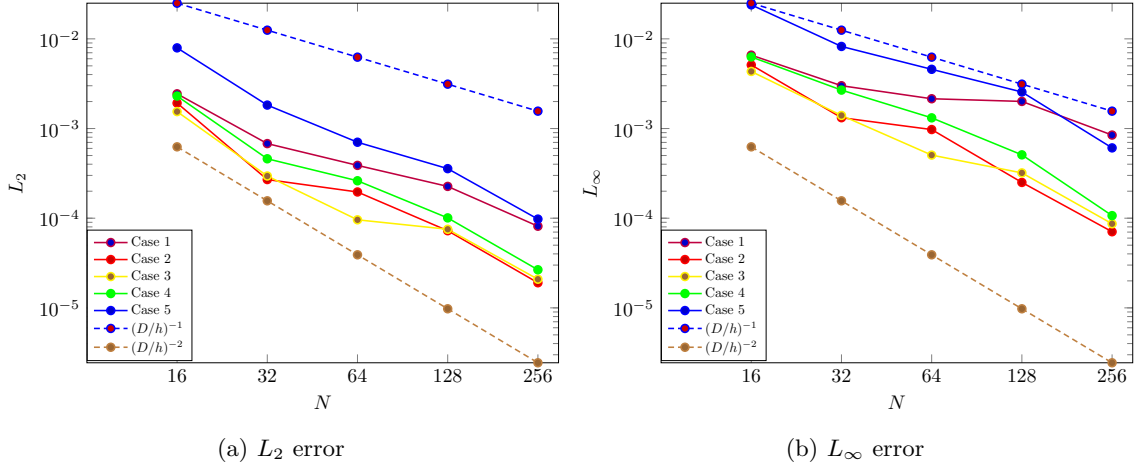 10^{-2}
10^{-3}
10^{-4}
10^{-5}
L_2
Case 1
Case 2
Case 3
Case 4
Case 5
(D/h)^{-1}
(D/h)^{-2}
16 32 64 128 256
N
(a) L_2 error
10^{-2}
10^{-3}
10^{-4}
10^{-5}
L_∞
Case 1
Case 2
Case 3
Case 4
Case 5
(D/h)^{-1}
(D/h)^{-2}
16 32 64 128 256
N
(b) L_∞ error